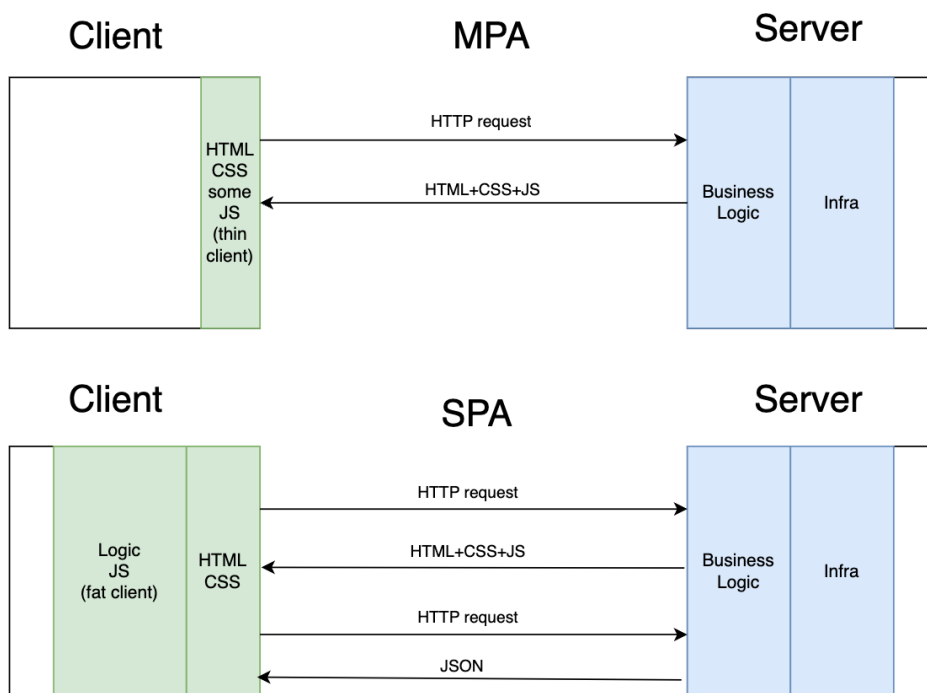 Client
MPA
Server
HTML
CSS
some
JS
(thin
client)
HTTP request
HTML+CSS+JS
Business
Logic
Infra
Client
SPA
Server
Logic
JS
(fat client)
HTML
CSS
HTTP request
HTML+CSS+JS
HTTP request
JSON
Business
Logic
Infra